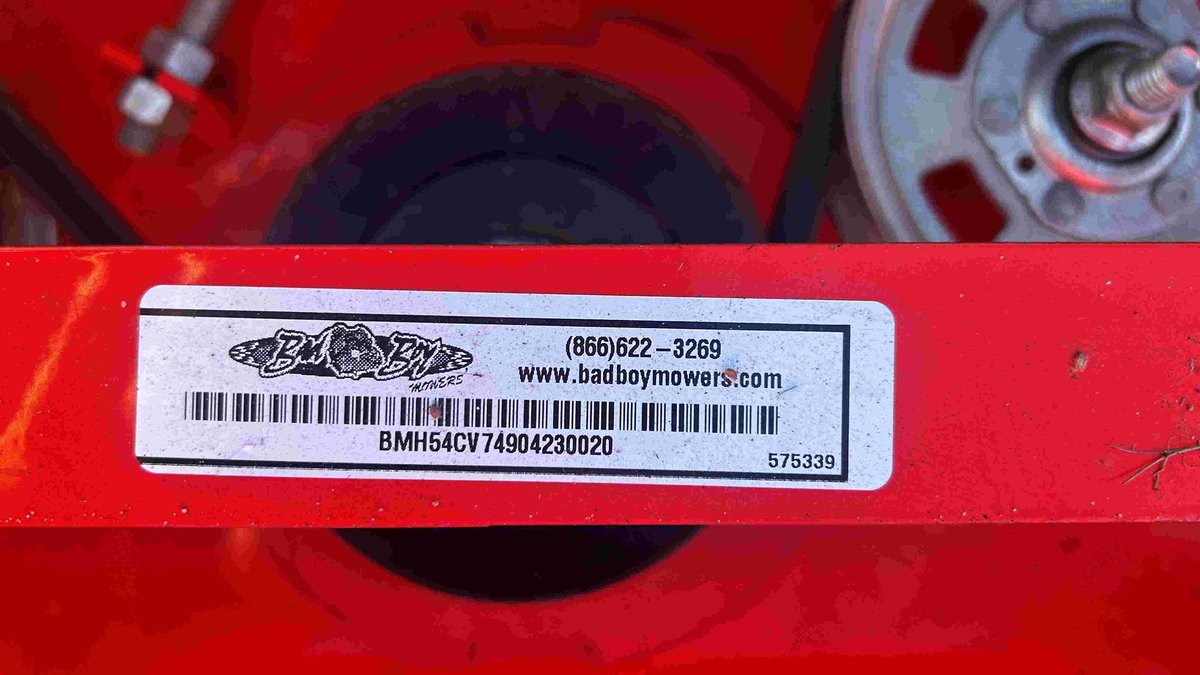 Bad Boy
MOWERS
(866)622-3269
www.badboymowers.com
BMH54CV74904230020
575339